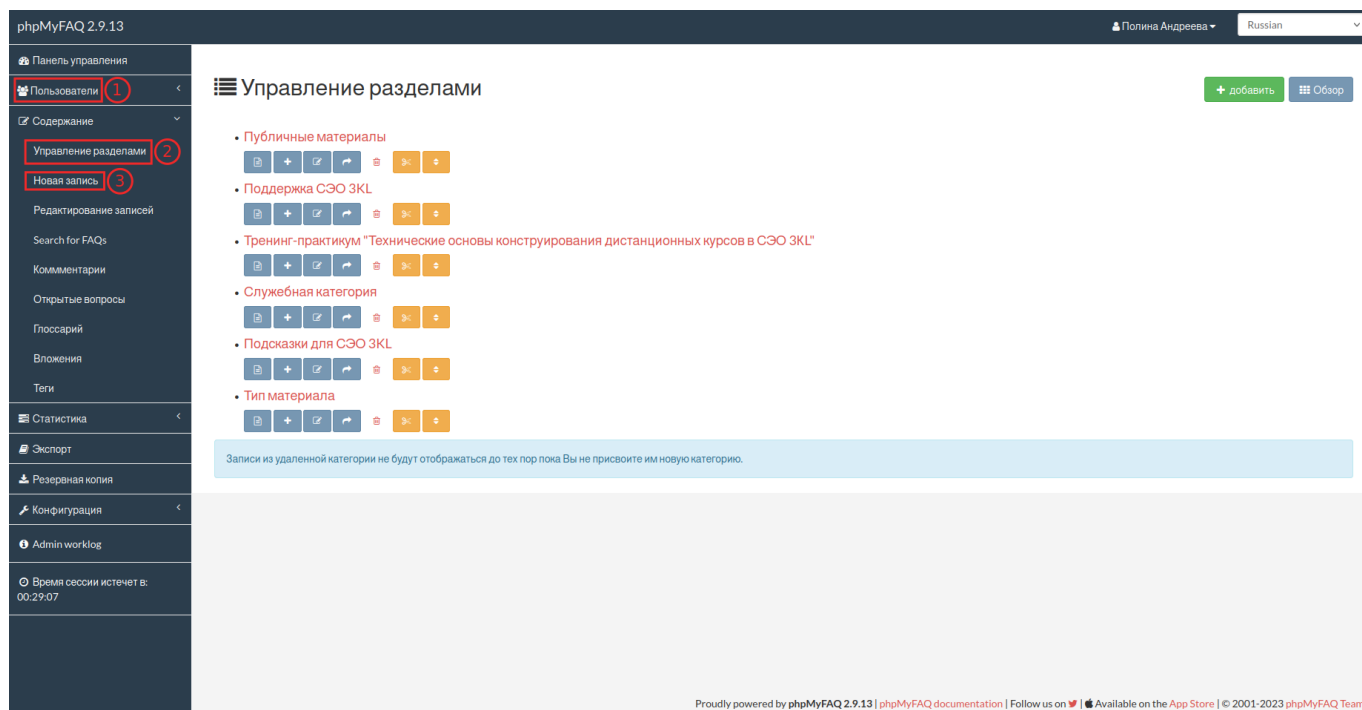 phpMyFAQ 2.9.13
Полина Андреева
Russian
Панель управления
Пользователи 1
Содержание
Управление разделами 2
Новая запись 3
Редактирование записей
Search for FAQs
Коммментарии
Открытые вопросы
Глоссарий
Вложения
Теги
Статистика
Экспорт
Резервная копия
Конфигурация
Admin worklog
Время сессии истечет в:
00:29:07
Управление разделами
+ добавить
Обзор
• Публичные материалы
• Поддержка СЭО 3KL
• Тренинг-практикум "Технические основы конструирования дистанционных курсов в СЭО 3KL"
• Служебная категория
• Подсказки для СЭО 3KL
• Тип материала
Записи из удаленной категории не будут отображаться до тех пор пока Вы не присвоите им новую категорию.
Proudly powered by phpMyFAQ 2.9.13 | phpMyFAQ documentation | Follow us on | Available on the App Store | © 2001-2023 phpMyFAQ Team